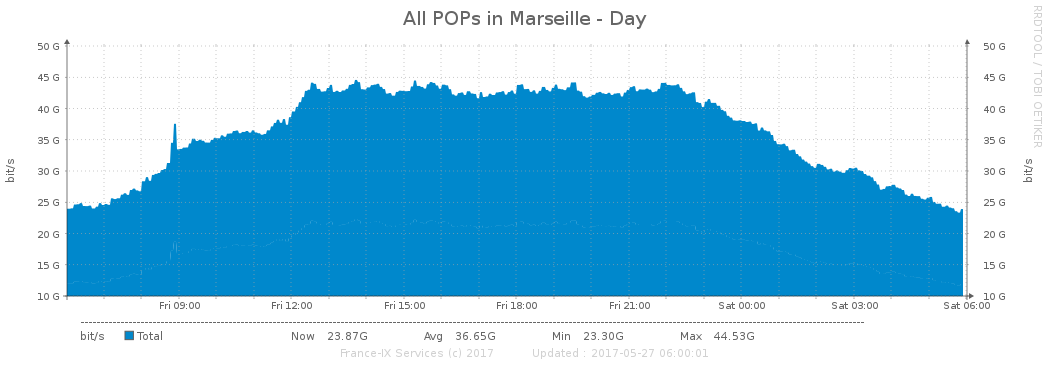 All POPs in Marseille - Day
RRDTOOL / TOBI OETIKER
50 G 50 G
45 G 45 G
40 G 40 G
35 G 35 G
30 G 30 G
25 G 25 G
20 G 20 G
15 G 15 G
10 G 10 G
bit/s bit/s
Fri 09:00 Fri 12:00 Fri 15:00 Fri 18:00 Fri 21:00 Sat 00:00 Sat 03:00 Sat 06:00
bit/s Total Now 23.87G Avg 36.65G Min 23.30G Max 44.53G
France-IX Services (c) 2017 Updated : 2017-05-27 06:00:01